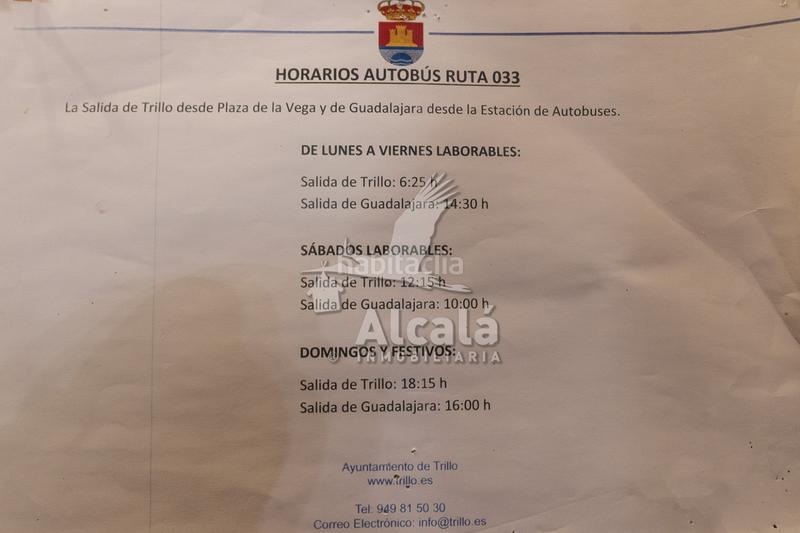 HORARIOS AUTOBÚS RUTA 033
La Salida de Trillo desde Plaza de la Vega y de Guadalajara desde la Estación de Autobuses.
DE LUNES A VIERNES LABORABLES:
Salida de Trillo: 6:25 h
Salida de Guadalajara: 14:30 h
SÁBADOS LABORABLES:
habitaclia
Salida de Trillo: 12:15 h
Salida de Guadalajara: 10:00 h
Alcalá
INMOBILIARIA
DOMINGOS Y FESTIVOS:
Salida de Trillo: 18:15 h
Salida de Guadalajara: 16:00 h
Ayuntamiento de Trillo
www.trillo.es
Tel: 949 81 50 30
Correo Electrónico: info@trillo.es